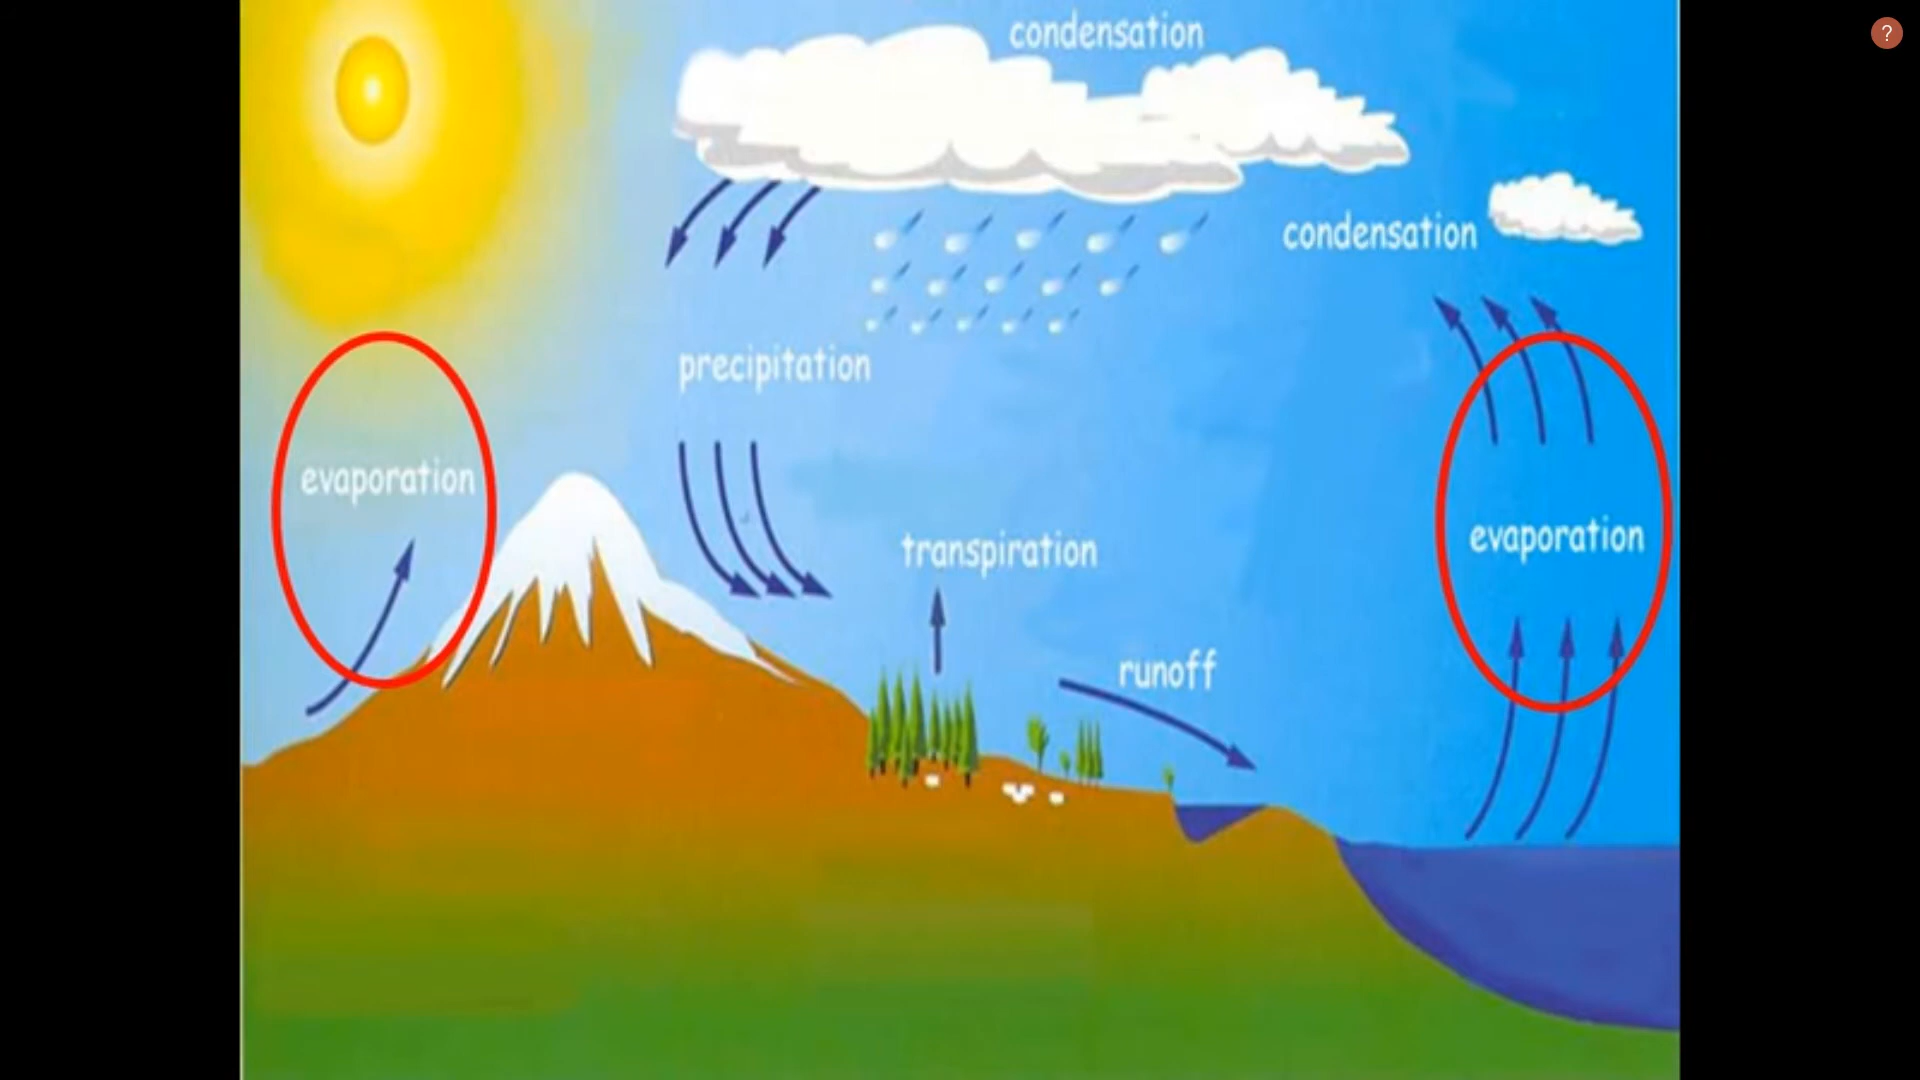 condensation
condensation
precipitation
evaporation
transpiration
evaporation
runoff
?